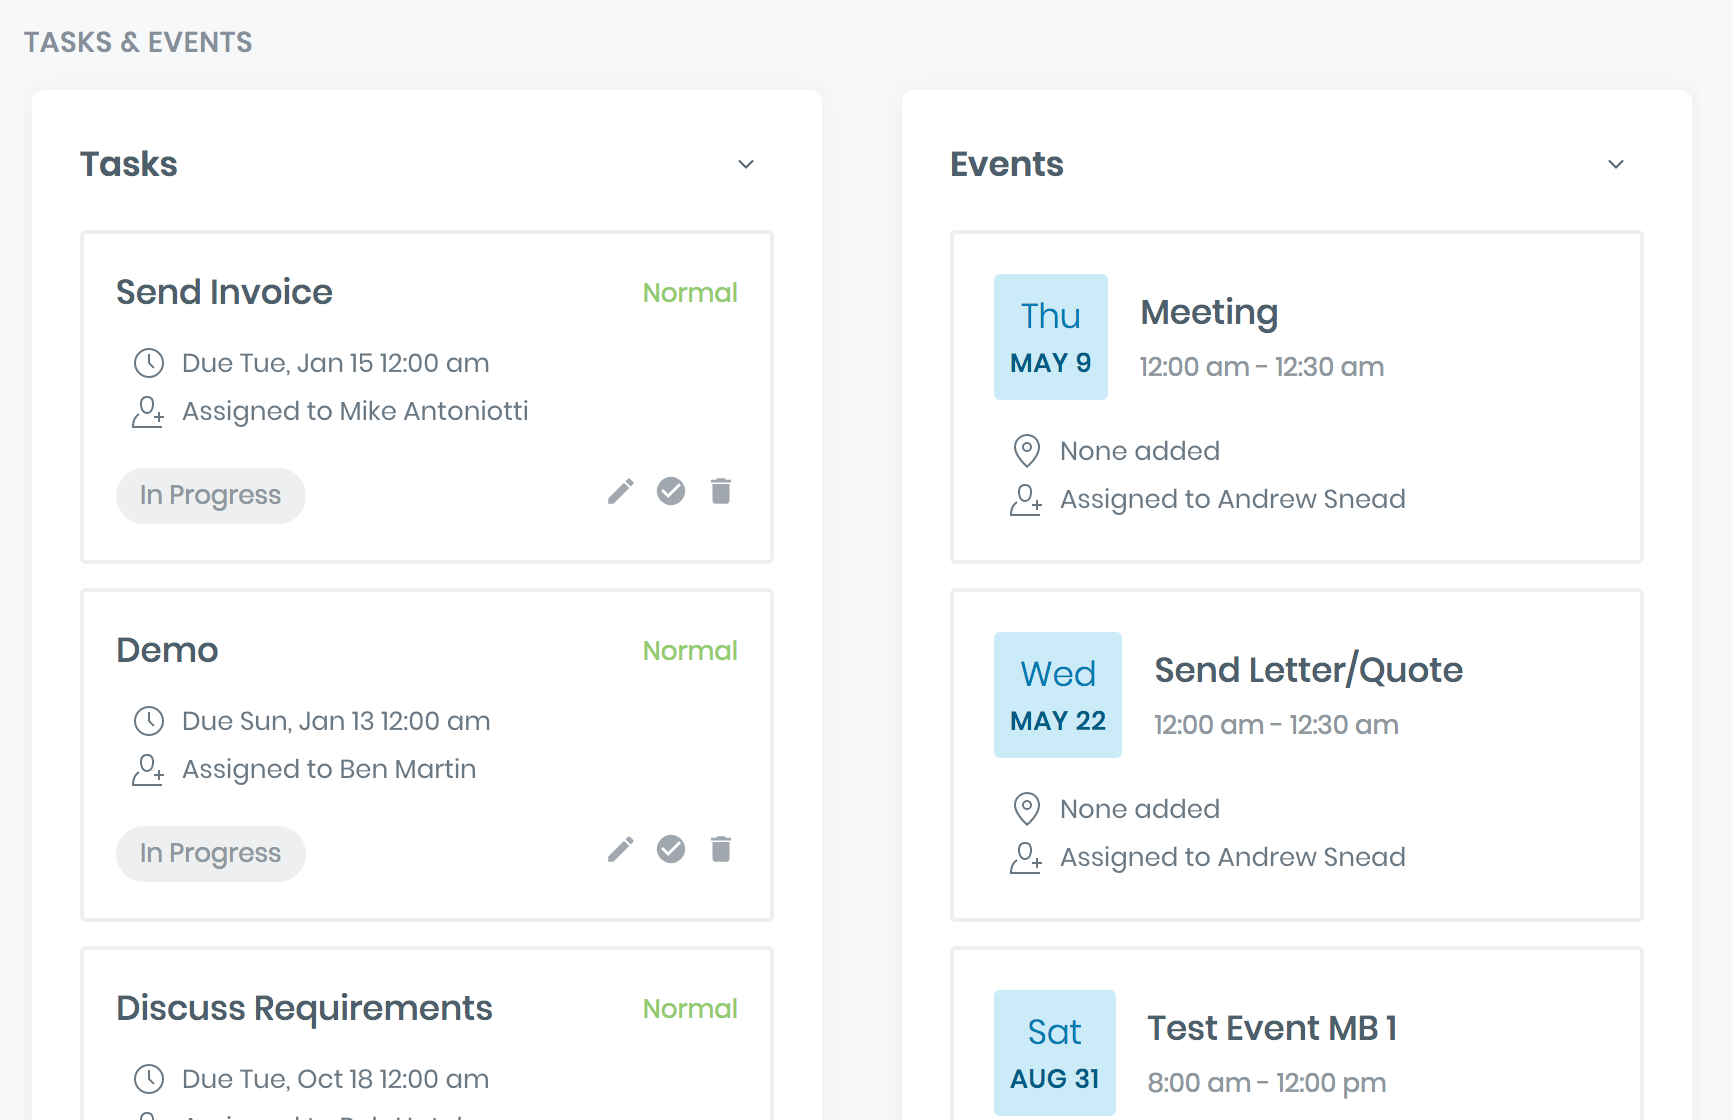 TASKS & EVENTS
Tasks
Send Invoice
Normal
Due Tue, Jan 15 12:00 am
Assigned to Mike Antoniotti
In Progress
Demo
Normal
Due Sun, Jan 13 12:00 am
Assigned to Ben Martin
In Progress
Discuss Requirements
Normal
Due Tue, Oct 18 12:00 am
Assigned to
Events
Thu
MAY 9
Meeting
12:00 am - 12:30 am
None added
Assigned to Andrew Snead
Wed
MAY 22
Send Letter/Quote
12:00 am - 12:30 am
None added
Assigned to Andrew Snead
Sat
AUG 31
Test Event MB 1
8:00 am - 12:00 pm